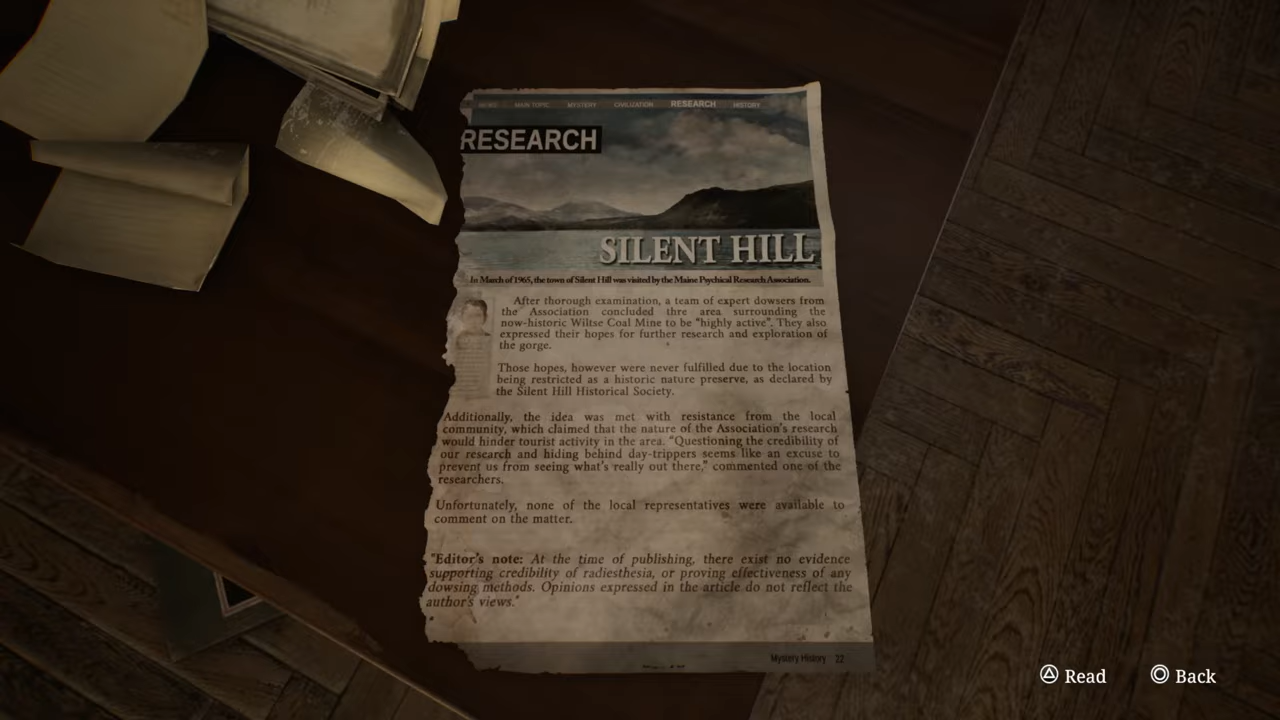 NEWS MAIN TOPIC MYSTERY CIVILIZATION RESEARCH HISTORY
RESEARCH
SILENT HILL
In March of 1965, the town of Silent Hill was visited by the Maine Psychical Research Association.
After thorough examination, a team of expert dowsers from
the Association concluded thre area surrounding the
now-historic Wiltse Coal Mine to be "highly active". They also
expressed their hopes for further research and exploration of
the gorge.
Those hopes, however were never fulfilled due to the location
being restricted as a historic nature preserve, as declared by
the Silent Hill Historical Society.
Additionally, the idea was met with resistance from the local
community, which claimed that the nature of the Association's research
would hinder tourist activity in the area. "Questioning the credibility of
our research and hiding behind day-trippers seems like an excuse to
prevent us from seeing what's really out there," commented one of the
researchers.
Unfortunately, none of the local representatives were available to
comment on the matter.
"Editor's note: At the time of publishing, there exist no evidence
supporting credibility of radiesthesia, or proving effectiveness of any
dowsing methods. Opinions expressed in the article do not reflect the
author's views."
Mystery History 22
Read Back